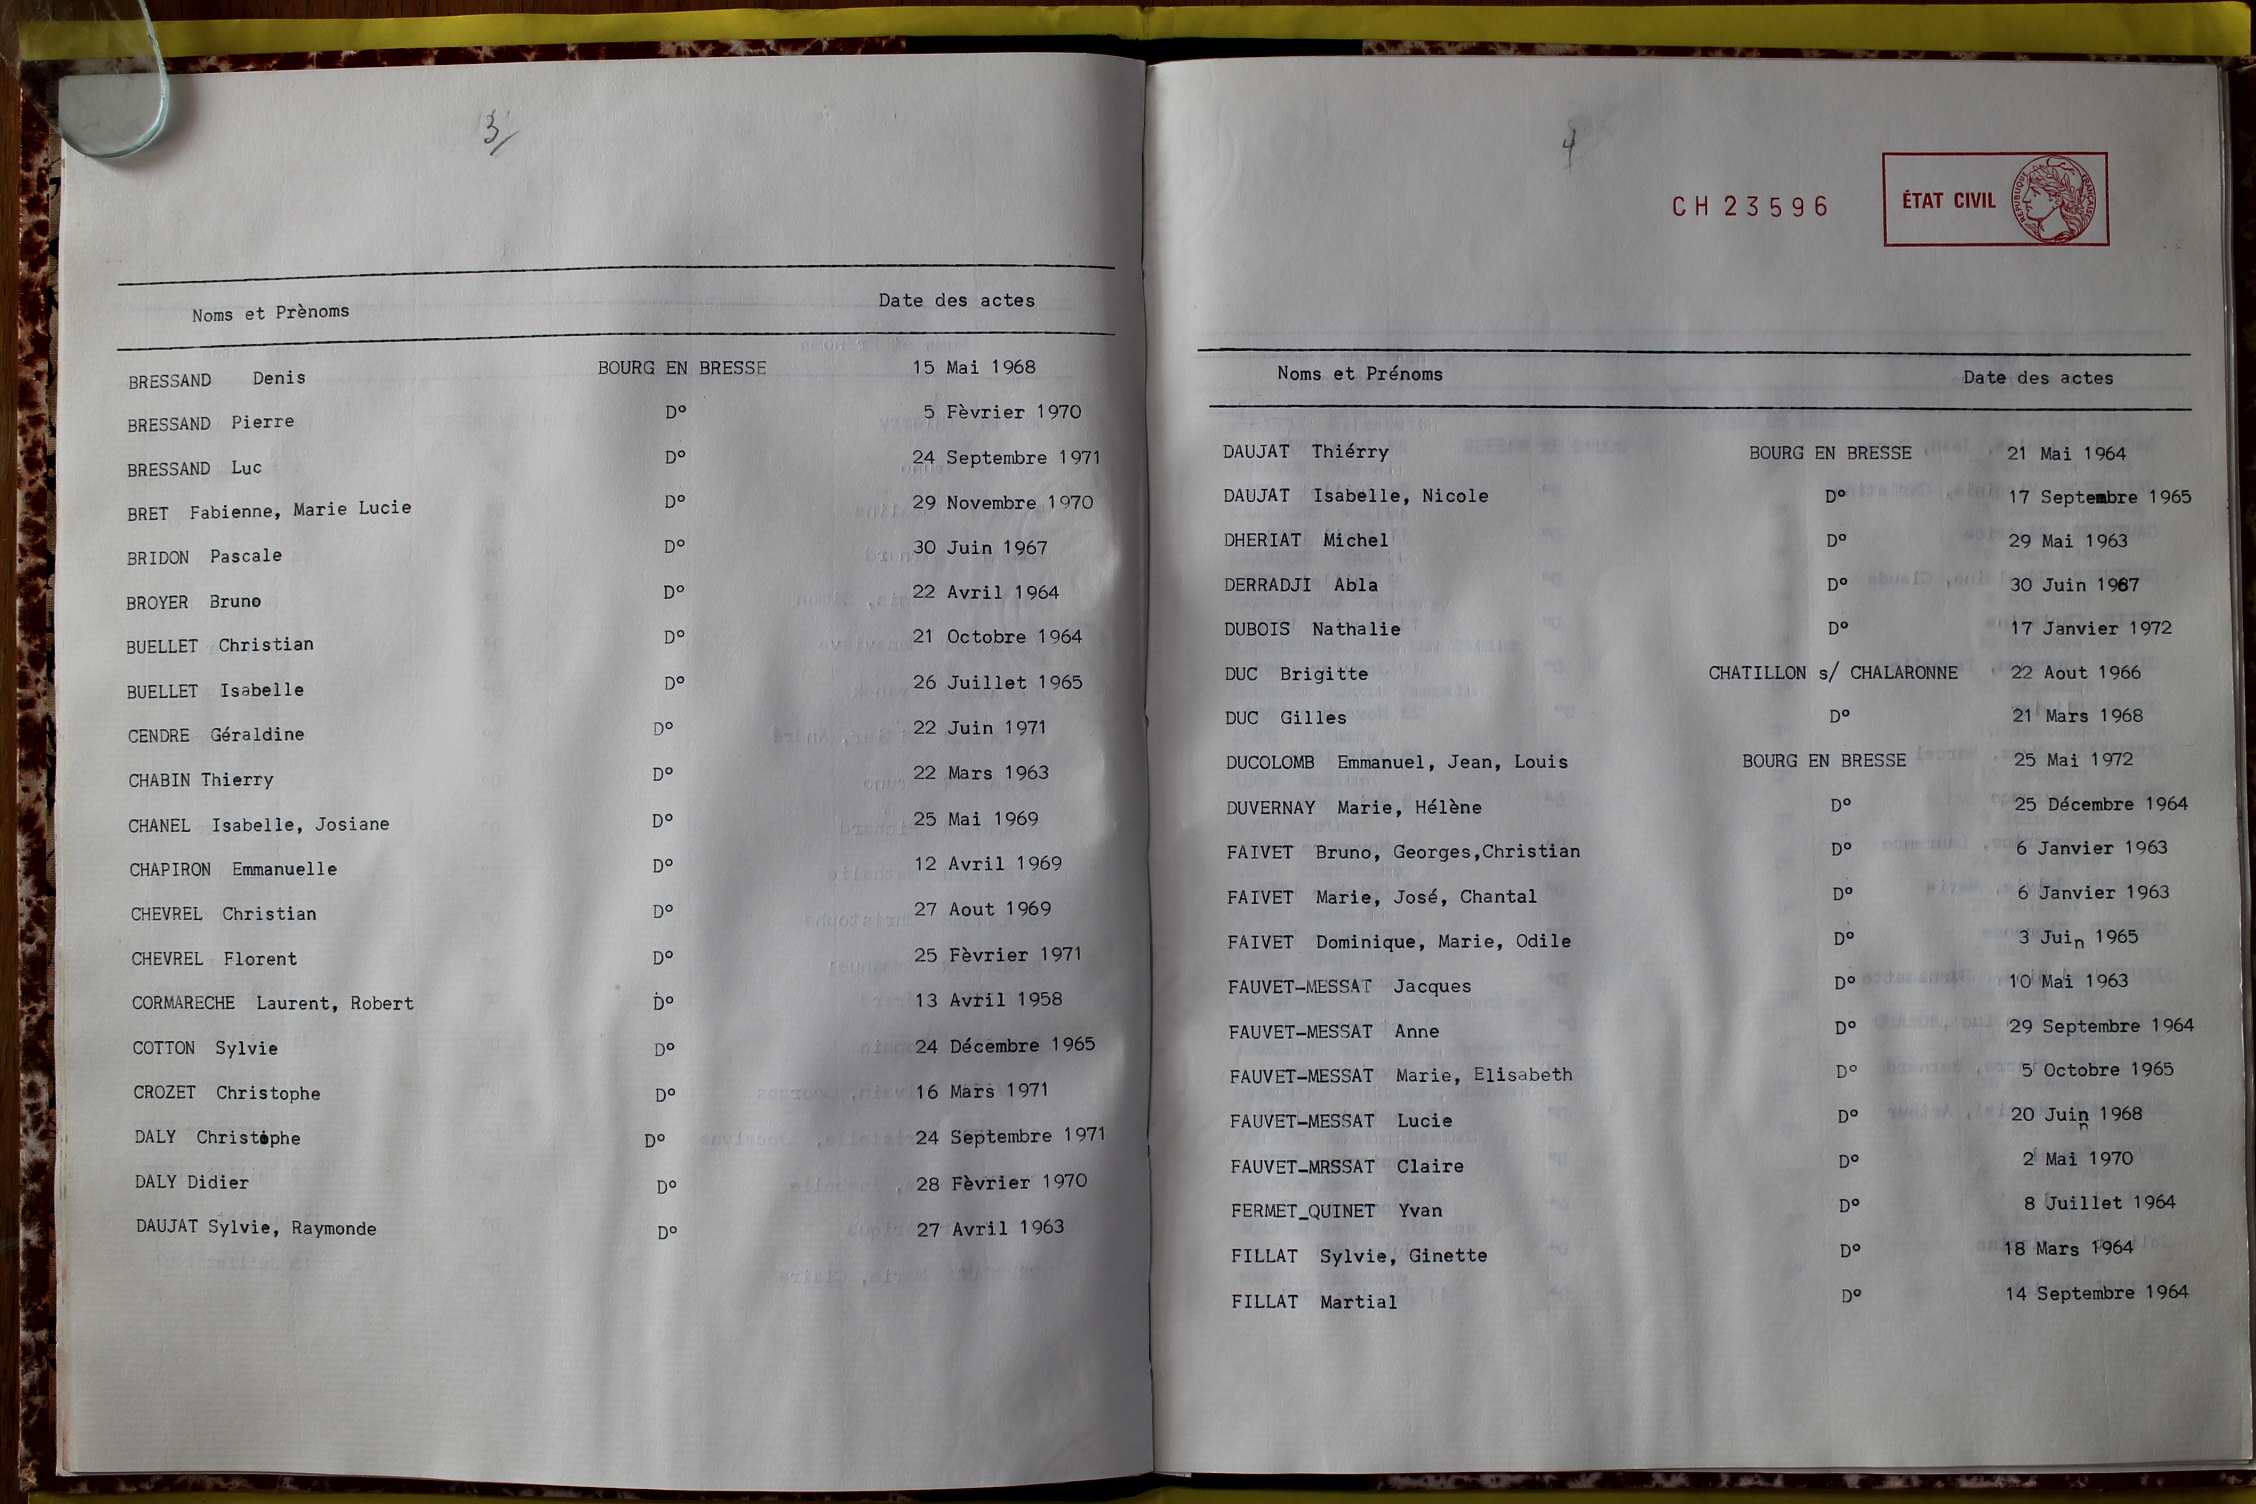 3
Noms et Prènoms Date des actes
BRESSAND Denis BOURG EN BRESSE 15 Mai 1968
BRESSAND Pierre D° 5 Fèvrier 1970
BRESSAND Luc D° 24 Septembre 1971
BRET Fabienne, Marie Lucie D° 29 Novembre 1970
BRIDON Pascale D° 30 Juin 1967
BROYER Bruno D° 22 Avril 1964
BUELLET Christian D° 21 Octobre 1964
BUELLET Isabelle D° 26 Juillet 1965
CENDRE Géraldine D° 22 Juin 1971
CHABIN Thierry D° 22 Mars 1963
CHANEL Isabelle, Josiane D° 25 Mai 1969
CHAPIRON Emmanuelle D° 12 Avril 1969
CHEVREL Christian D° 27 Aout 1969
CHEVREL Florent D° 25 Fèvrier 1971
CORMARECHE Laurent, Robert D° 13 Avril 1958
COTTON Sylvie D° 24 Décembre 1965
CROZET Christophe D° 16 Mars 1971
DALY Christophe D° 24 Septembre 1971
DALY Didier D° 28 Fèvrier 1970
DAUJAT Sylvie, Raymonde D° 27 Avril 1963
4
CH 23596 ÉTAT CIVIL RÉPUBLIQUE FRANÇAISE
Noms et Prénoms Date des actes
DAUJAT Thiérry BOURG EN BRESSE 21 Mai 1964
DAUJAT Isabelle, Nicole D° 17 Septembre 1965
DHERIAT Michel D° 29 Mai 1963
DERRADJI Abla D° 30 Juin 1967
DUBOIS Nathalie D° 17 Janvier 1972
DUC Brigitte CHATILLON s/ CHALARONNE 22 Aout 1966
DUC Gilles D° 21 Mars 1968
DUCOLOMB Emmanuel, Jean, Louis BOURG EN BRESSE 25 Mai 1972
DUVERNAY Marie, Hélène D° 25 Décembre 1964
FAIVET Bruno, Georges,Christian D° 6 Janvier 1963
FAIVET Marie, José, Chantal D° 6 Janvier 1963
FAIVET Dominique, Marie, Odile D° 3 Juin 1965
FAUVET-MESSAT Jacques D° 10 Mai 1963
FAUVET-MESSAT Anne D° 29 Septembre 1964
FAUVET-MESSAT Marie, Elisabeth D° 5 Octobre 1965
FAUVET-MESSAT Lucie D° 20 Juin 1968
FAUVET-MRSSAT Claire D° 2 Mai 1970
FERMET_QUINET Yvan D° 8 Juillet 1964
FILLAT Sylvie, Ginette D° 18 Mars 1964
FILLAT Martial D° 14 Septembre 1964